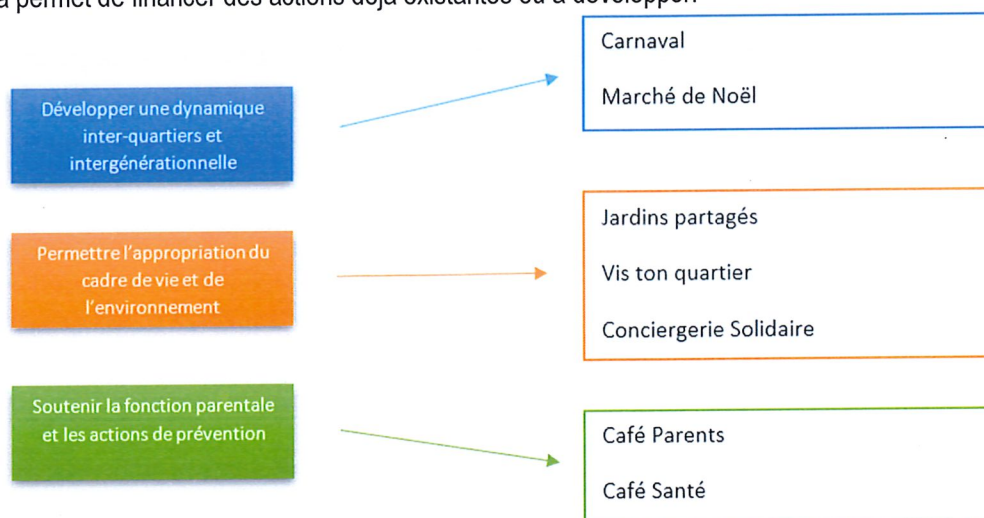 permet de financer des actions déjà existantes ou à développer.
Développer une dynamique
inter-quartiers et
intergénérationnelle
Carnaval
Marché de Noël
Permettre l'appropriation du
cadre de vie et de
l'environnement
Jardins partagés
Vis ton quartier
Conciergerie Solidaire
Soutenir la fonction parentale
et les actions de prévention
Café Parents
Café Santé